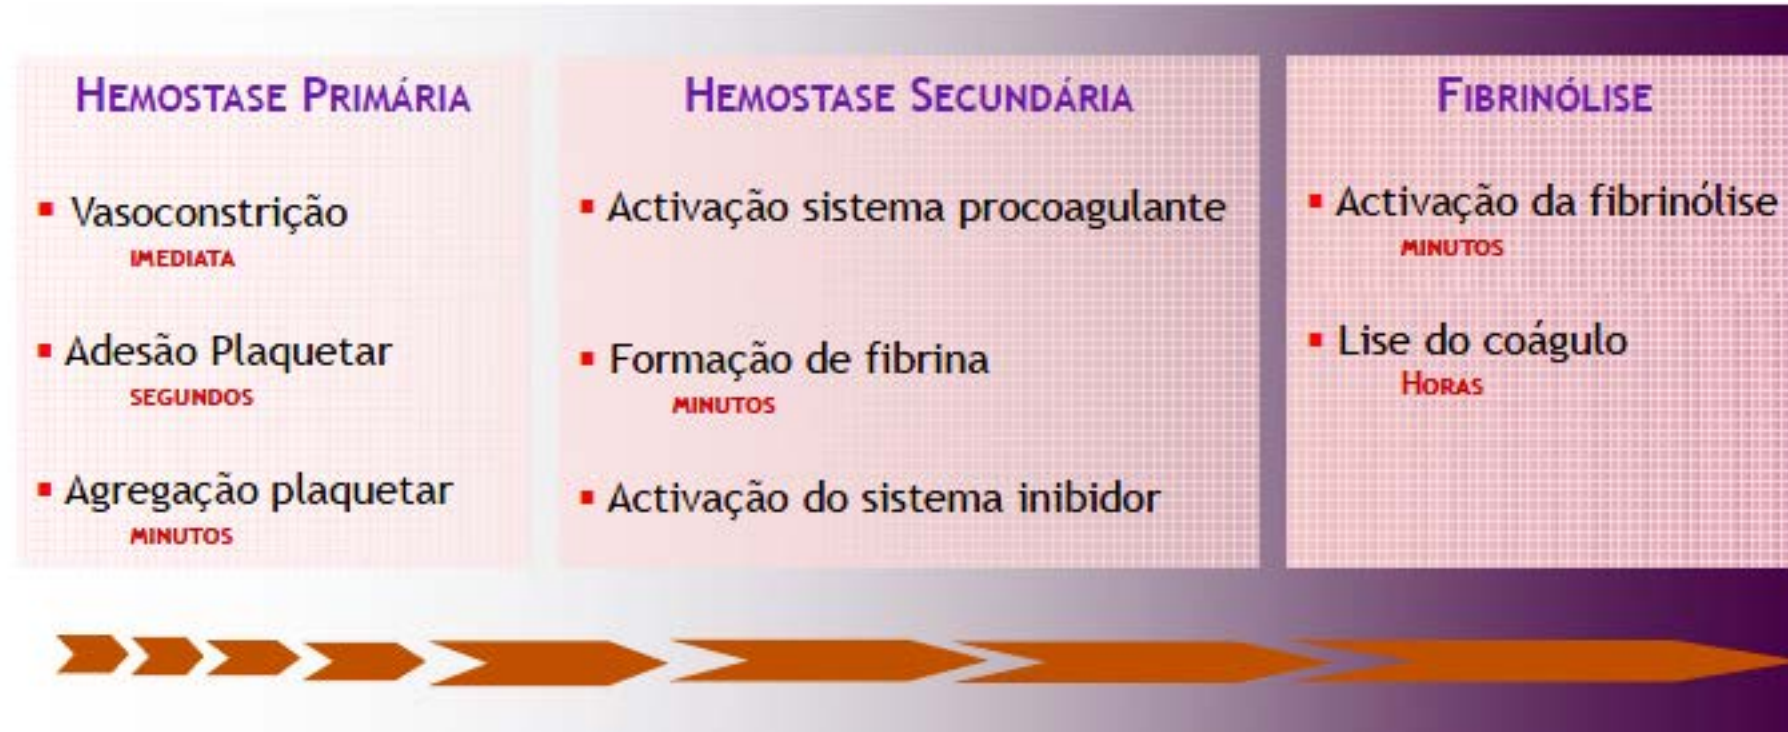 HEMOSTASE PRIMÁRIA
▪ Vasoconstrição
IMEDIATA
▪ Adesão Plaquetar
SEGUNDOS
▪ Agregação plaquetar
MINUTOS
HEMOSTASE SECUNDÁRIA
▪ Activação sistema procoagulante
▪ Formação de fibrina
MINUTOS
▪ Activação do sistema inibidor
FIBRINÓLISE
▪ Activação da fibrinólise
MINUTOS
▪ Lise do coágulo
HORAS